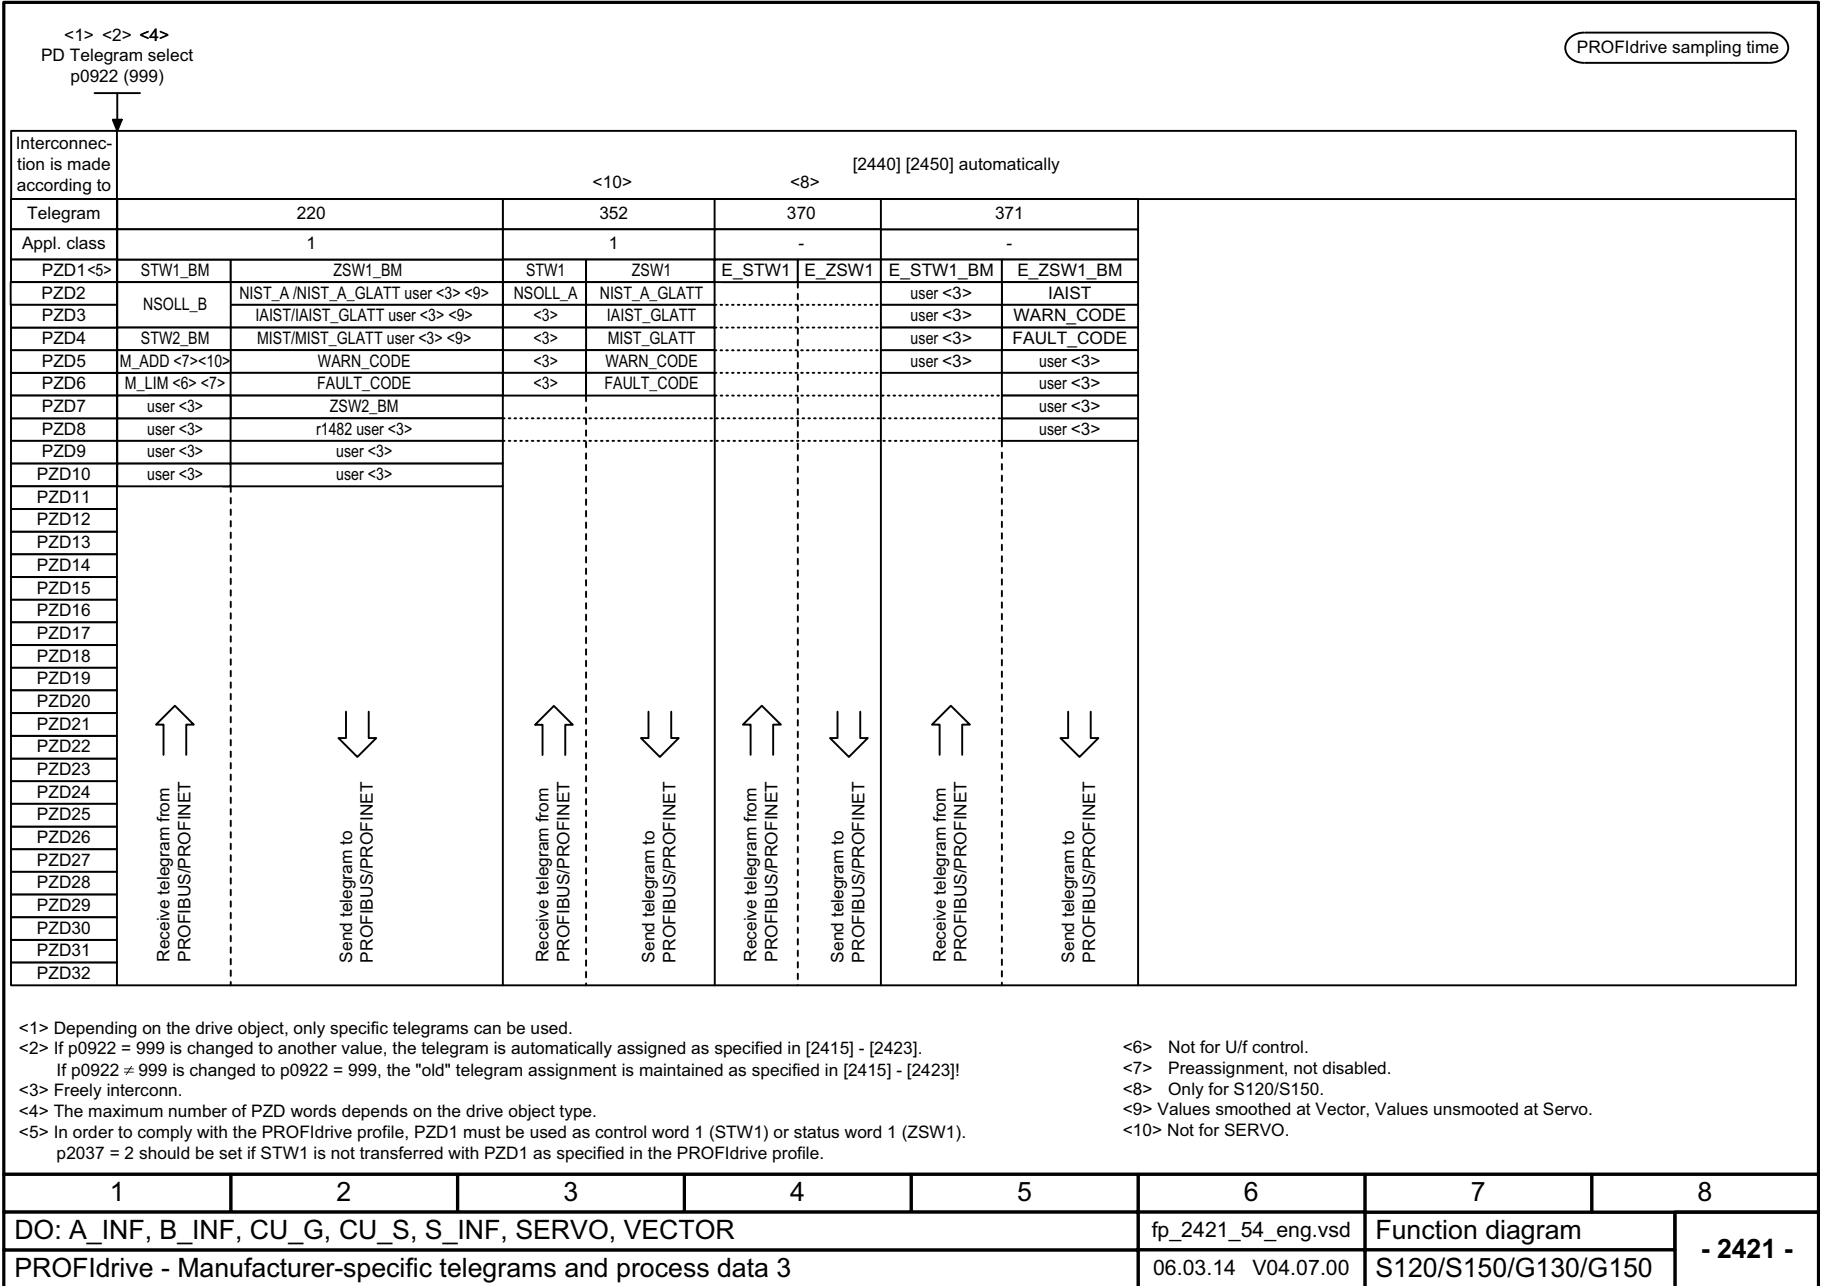 <1> <2> <4>
PD Telegram select
p0922 (999)
PROFIdrive sampling time
Interconnec-
tion is made
according to
[2440] [2450] automatically
<10> <8>
Telegram 220 352 370 371
Appl. class 1 1 - -
PZD1<5> STW1_BM ZSW1_BM STW1 ZSW1 E_STW1 E_ZSW1 E_STW1_BM E_ZSW1_BM
PZD2 NSOLL_B NIST_A /NIST_A_GLATT user <3> <9> NSOLL_A NIST_A_GLATT user <3> IAIST
PZD3 IAIST/IAIST_GLATT user <3> <9> <3> IAIST_GLATT user <3> WARN_CODE
PZD4 STW2_BM MIST/MIST_GLATT user <3> <9> <3> MIST_GLATT user <3> FAULT_CODE
PZD5 M_ADD <7><10> WARN_CODE <3> WARN_CODE user <3> user <3>
PZD6 M_LIM <6> <7> FAULT_CODE <3> FAULT_CODE user <3>
PZD7 user <3> ZSW2_BM user <3>
PZD8 user <3> r1482 user <3> user <3>
PZD9 user <3> user <3>
PZD10 user <3> user <3>
PZD11
PZD12
PZD13
PZD14
PZD15
PZD16
PZD17
PZD18
PZD19
PZD20
PZD21
PZD22
PZD23
PZD24
PZD25
PZD26
PZD27
PZD28
PZD29
PZD30
PZD31
PZD32
Receive telegram from
PROFIBUS/PROFINET
Send telegram to
PROFIBUS/PROFINET
Receive telegram from
PROFIBUS/PROFINET
Send telegram to
PROFIBUS/PROFINET
Receive telegram from
PROFIBUS/PROFINET
Send telegram to
PROFIBUS/PROFINET
Receive telegram from
PROFIBUS/PROFINET
Send telegram to
PROFIBUS/PROFINET
<1> Depending on the drive object, only specific telegrams can be used.
<2> If p0922 = 999 is changed to another value, the telegram is automatically assigned as specified in [2415] - [2423].
If p0922 ≠ 999 is changed to p0922 = 999, the "old" telegram assignment is maintained as specified in [2415] - [2423]!
<3> Freely interconn.
<4> The maximum number of PZD words depends on the drive object type.
<5> In order to comply with the PROFIdrive profile, PZD1 must be used as control word 1 (STW1) or status word 1 (ZSW1).
p2037 = 2 should be set if STW1 is not transferred with PZD1 as specified in the PROFIdrive profile.
<6> Not for U/f control.
<7> Preassignment, not disabled.
<8> Only for S120/S150.
<9> Values smoothed at Vector, Values unsmooted at Servo.
<10> Not for SERVO.
1 2 3 4 5 6 7 8
DO: A_INF, B_INF, CU_G, CU_S, S_INF, SERVO, VECTOR fp_2421_54_eng.vsd Function diagram
- 2421 -
PROFIdrive - Manufacturer-specific telegrams and process data 3 06.03.14 V04.07.00 S120/S150/G130/G150